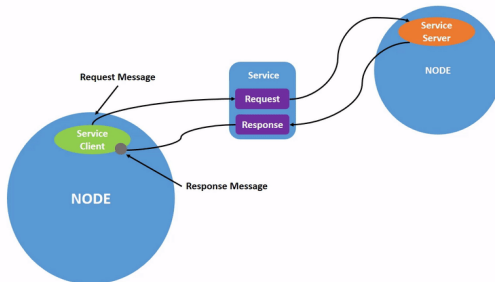 Service
Server
NODE
Request Message
Service
Request
Response
Service
Client
NODE
Response Message